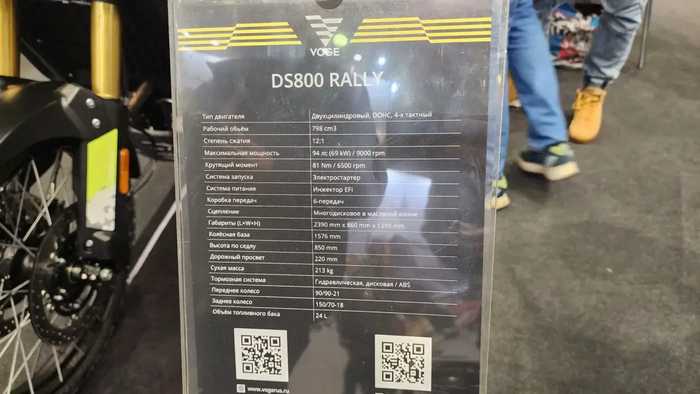 VOGE
DS800 RALLY
Тип двигателя Двухцилиндровый, DOHC, 4-х тактный
Рабочий объём 798 cm3
Степень сжатия 12:1
Максимальная мощность 94 лс (69 kW) / 9000 rpm
Крутящий момент 81 Nm / 6500 rpm
Система запуска Электростартер
Система питания Инжектор EFI
Коробка передач 6-передач
Сцепление Многодисковое в масляной ванне
Габариты (L×W×H) 2390 mm x 860 mm x 1399 mm
Колёсная база 1576 mm
Высота по седлу 850 mm
Дорожный просвет 220 mm
Сухая масса 213 kg
Тормозная система Гидравлическая, дисковая / ABS
Переднее колесо 90/90-21
Заднее колесо 150/70-18
Объём топливного бака 24 L
www.vogerus.ru